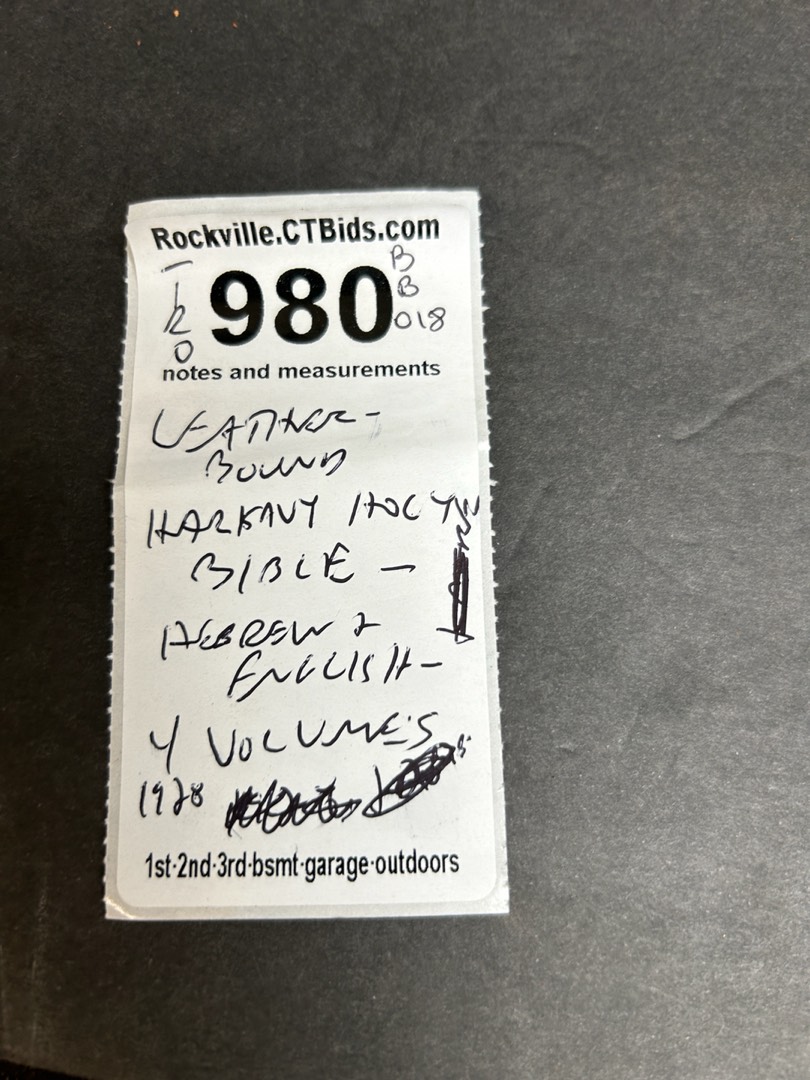 Rockville.CTBids.com
980
B
B
018
notes and measurements
LEATHER-
BOUND
HARKAVY HOLY
BIBLE -
HEBREW &
ENGLISH -
4 VOLUMES
1928
1st·2nd·3rd·bsmt·garage·outdoors